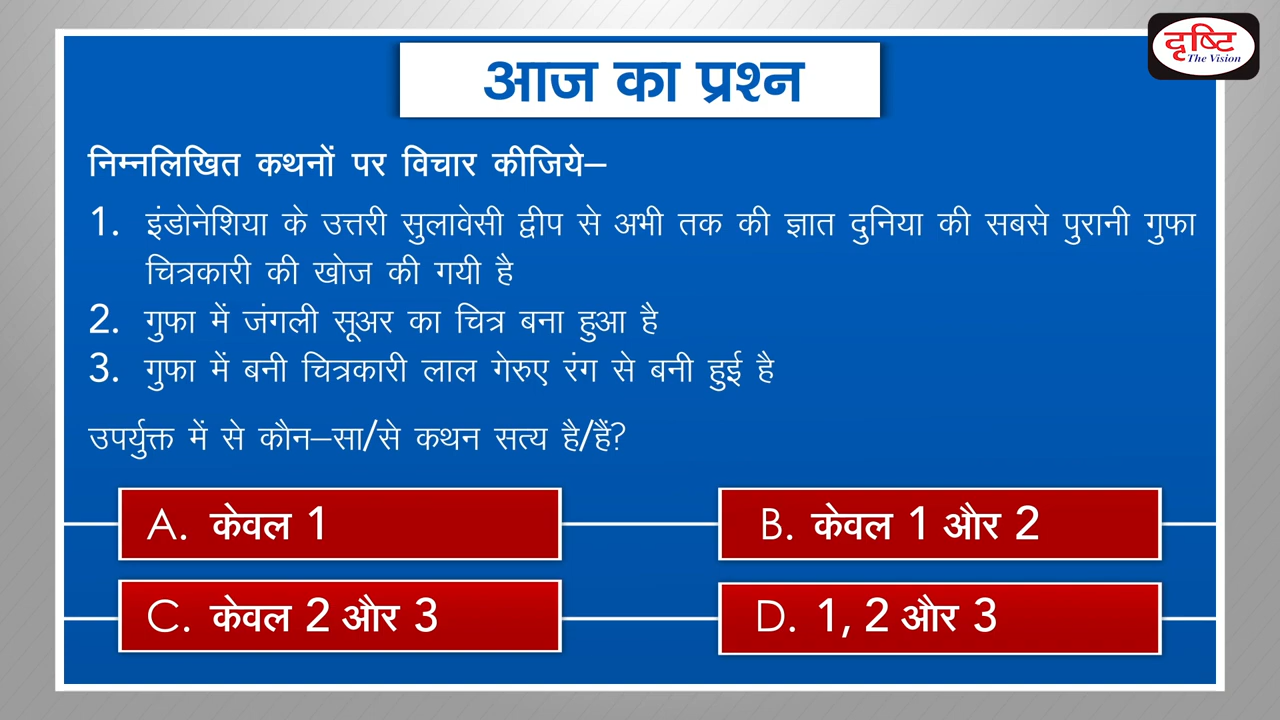 दृष्टि
The Vision
आज का प्रश्न
निम्नलिखित कथनों पर विचार कीजिये–
1. इंडोनेशिया के उत्तरी सुलावेसी द्वीप से अभी तक की ज्ञात दुनिया की सबसे पुरानी गुफा
चित्रकारी की खोज की गयी है
2. गुफा में जंगली सूअर का चित्र बना हुआ है
3. गुफा में बनी चित्रकारी लाल गेरुए रंग से बनी हुई है
उपर्युक्त में से कौन–सा/से कथन सत्य है/हैं?
A. केवल 1
B. केवल 1 और 2
C. केवल 2 और 3
D. 1, 2 और 3